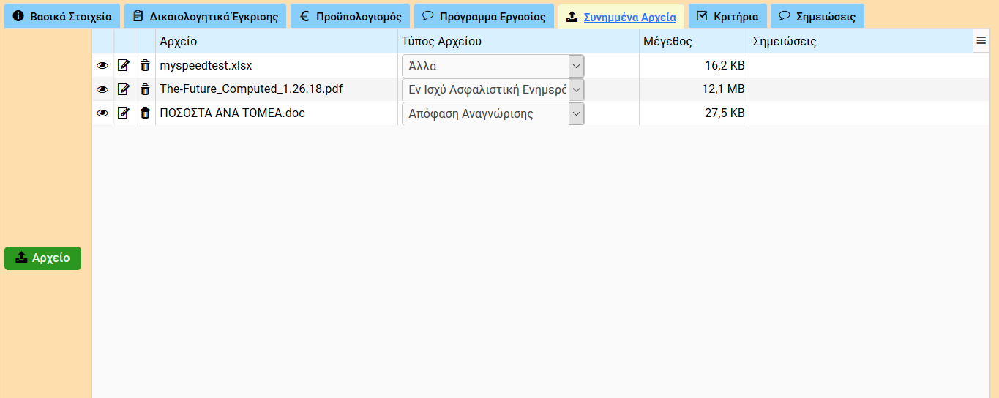 Βασικά Στοιχεία Δικαιολογητικά Έγκρισης Προϋπολογισμός Πρόγραμμα Εργασίας Συνημμένα Αρχεία Κριτήρια Σημειώσεις
Αρχείο Τύπος Αρχείου Μέγεθος Σημειώσεις
myspeedtest.xlsx Άλλα 16,2 KB
The-Future_Computed_1.26.18.pdf Εν Ισχύ Ασφαλιστική 12,1 MB
ΠΟΣΟΣΤΑ ΑΝΑ ΤΟΜΕΑ.doc Απόφαση Αναγνώρισης 27,5 KB
Αρχείο